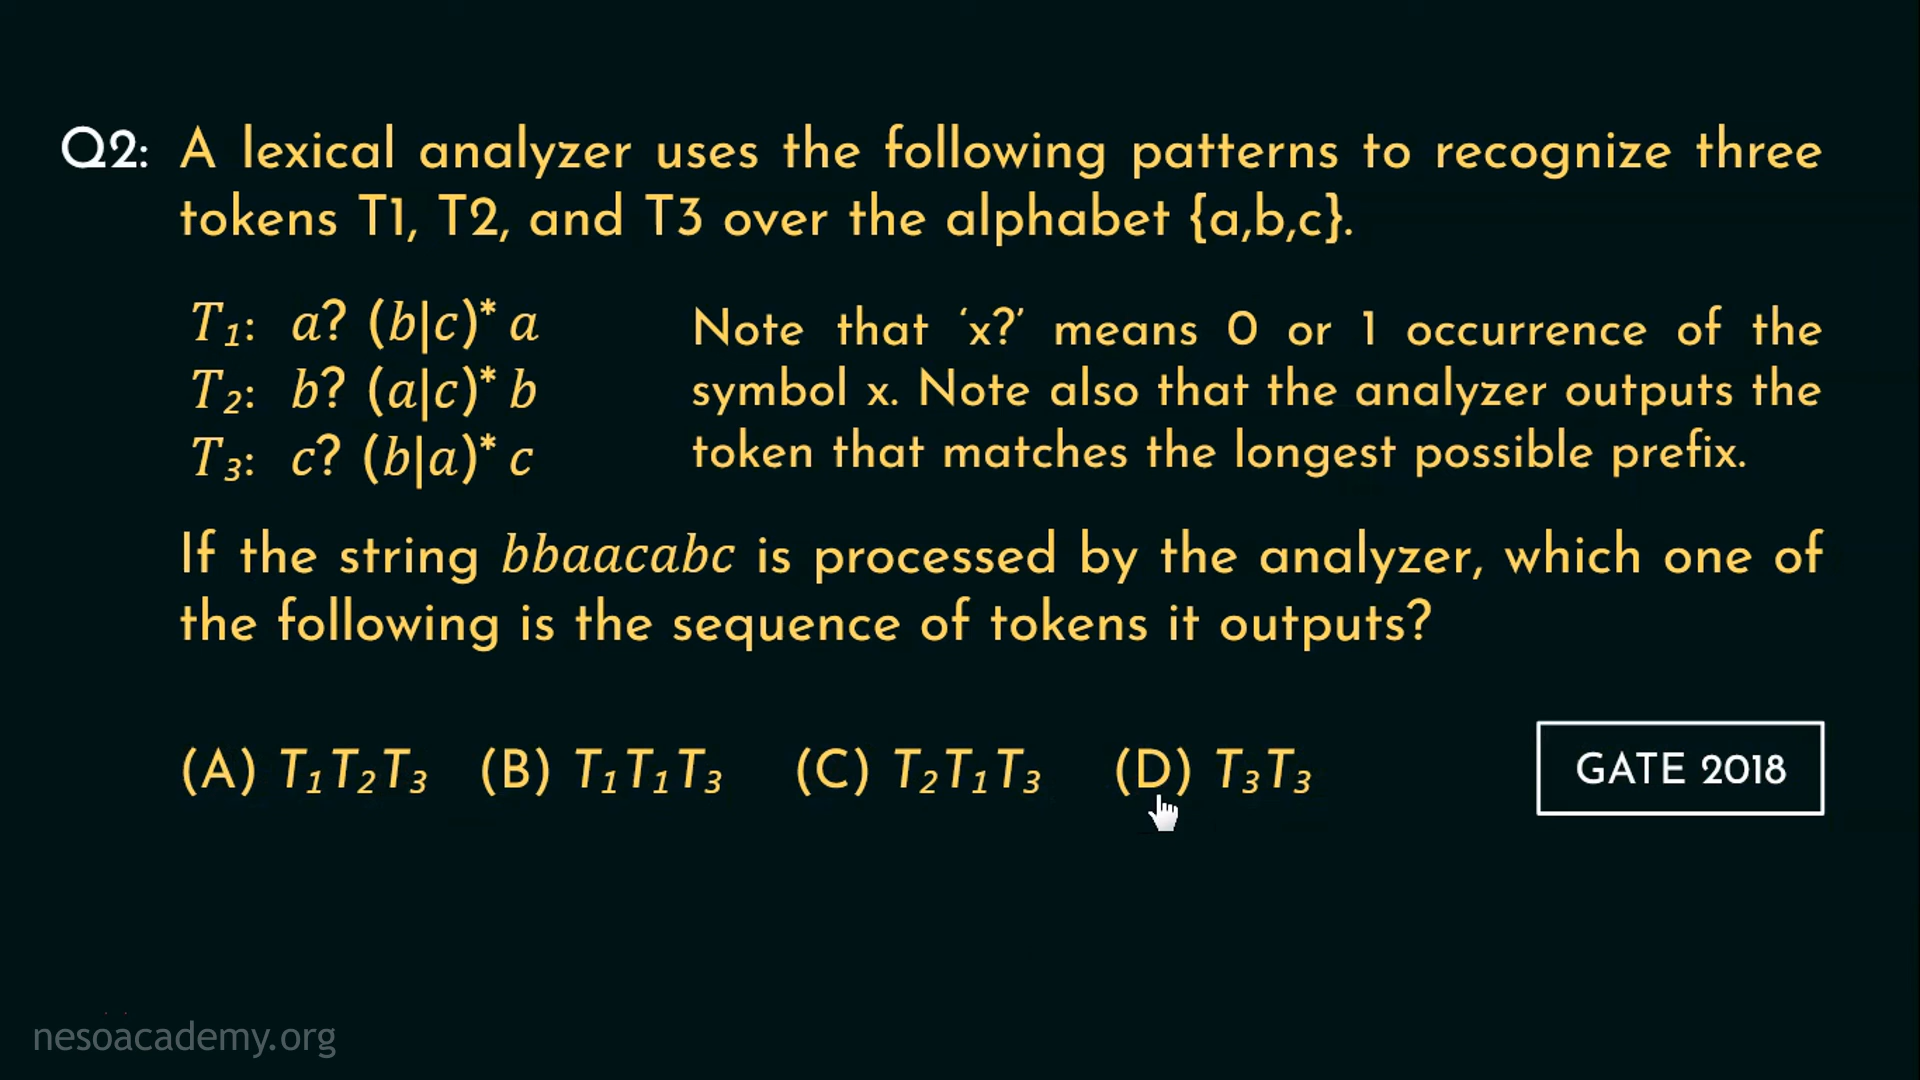 Q2: A lexical analyzer uses the following patterns to recognize three
tokens T1, T2, and T3 over the alphabet {a,b,c}.
T₁: a? (b|c)* a
T₂: b? (a|c)* b
T₃: c? (b|a)* c
Note that ‘x?’ means 0 or 1 occurrence of the
symbol x. Note also that the analyzer outputs the
token that matches the longest possible prefix.
If the string bbaacabc is processed by the analyzer, which one of
the following is the sequence of tokens it outputs?
(A) T₁T₂T₃ (B) T₁T₁T₃ (C) T₂T₁T₃ (D) T₃T₃
GATE 2018
nesoacademy.org